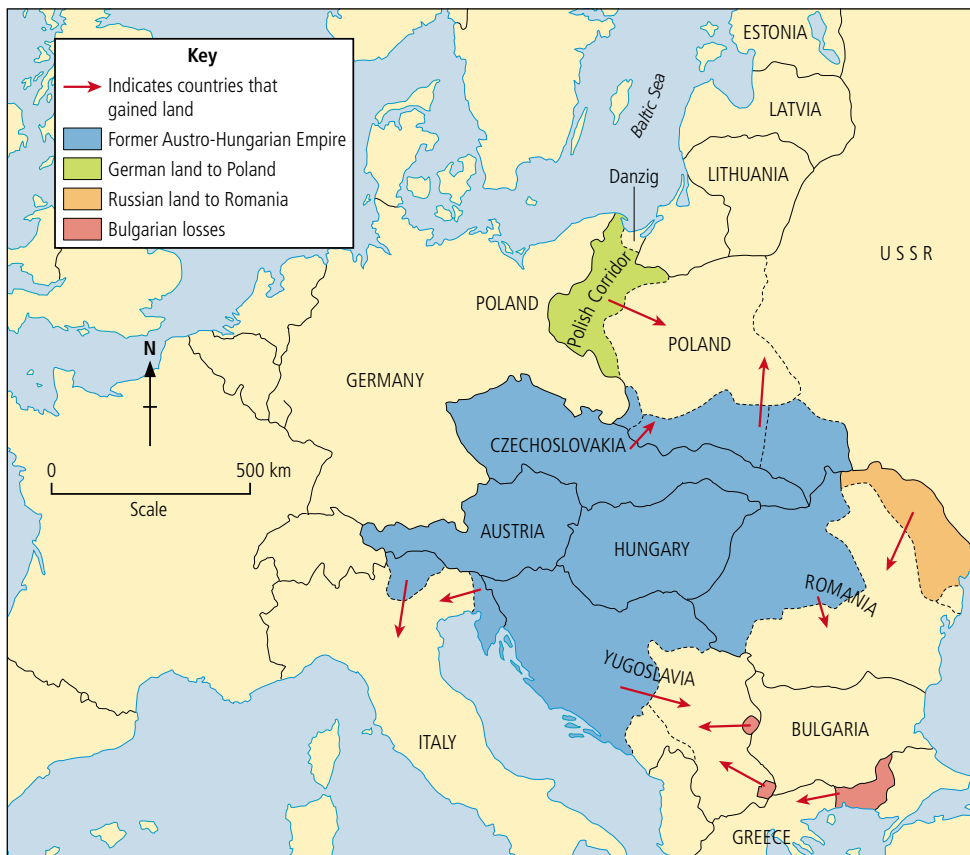 Key
Indicates countries that
gained land
Former Austro-Hungarian Empire
German land to Poland
Russian land to Romania
Bulgarian losses
ESTONIA
Baltic Sea
LATVIA
LITHUANIA
Danzig
USSR
POLAND
Polish Corridor
POLAND
N
GERMANY
CZECHOSLOVAKIA
0 500 km
Scale
AUSTRIA
HUNGARY
ROMANIA
YUGOSLAVIA
ITALY
BULGARIA
GREECE